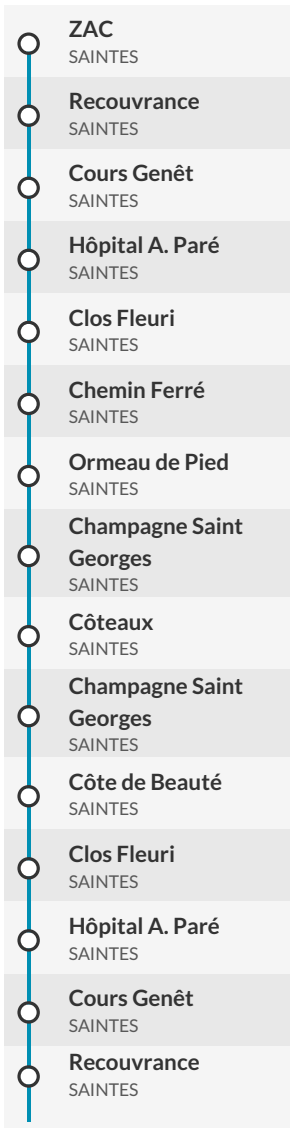 ZAC
SAINTES
Recouvrance
SAINTES
Cours Genêt
SAINTES
Hôpital A. Paré
SAINTES
Clos Fleuri
SAINTES
Chemin Ferré
SAINTES
Ormeau de Pied
SAINTES
Champagne Saint
Georges
SAINTES
Côteaux
SAINTES
Champagne Saint
Georges
SAINTES
Côte de Beauté
SAINTES
Clos Fleuri
SAINTES
Hôpital A. Paré
SAINTES
Cours Genêt
SAINTES
Recouvrance
SAINTES